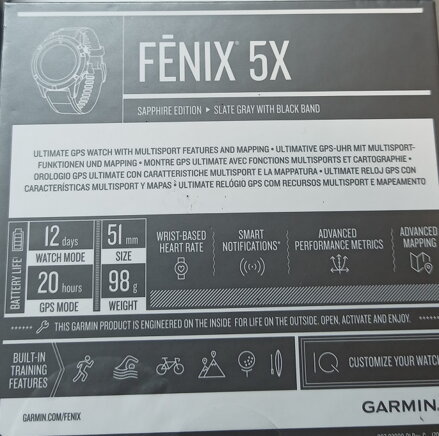 FĒNIX® 5X
SAPPHIRE EDITION ▸ SLATE GRAY WITH BLACK BAND
ULTIMATE GPS WATCH WITH MULTISPORT FEATURES AND MAPPING • ULTIMATIVE GPS-UHR MIT MULTISPORT-
FUNKTIONEN UND MAPPING • MONTRE GPS ULTIMATE AVEC FONCTIONS MULTISPORTS ET CARTOGRAPHIE •
OROLOGIO GPS ULTIMATE CON CARATTERISTICHE MULTISPORT E LA MAPPATURA • ULTIMATE RELOJ GPS CON
CARACTERÍSTICAS MULTISPORT Y MAPAS • ULTIMATE RELÓGIO GPS COM RECURSOS MULTISPORT E MAPEAMENTO
BATTERY LIFE
12 days
WATCH MODE
20 hours
GPS MODE
51 mm
SIZE
98 g
WEIGHT
WRIST-BASED
HEART RATE
SMART
NOTIFICATIONS*
ADVANCED
PERFORMANCE METRICS
ADVANCED
MAPPING
THIS GARMIN PRODUCT IS ENGINEERED ON THE INSIDE FOR LIFE ON THE OUTSIDE. OPEN, ACTIVATE AND ENJOY.
BUILT-IN
TRAINING
FEATURES
IQ CUSTOMIZE YOUR WATCH
GARMIN.COM/FENIX
GARMIN.